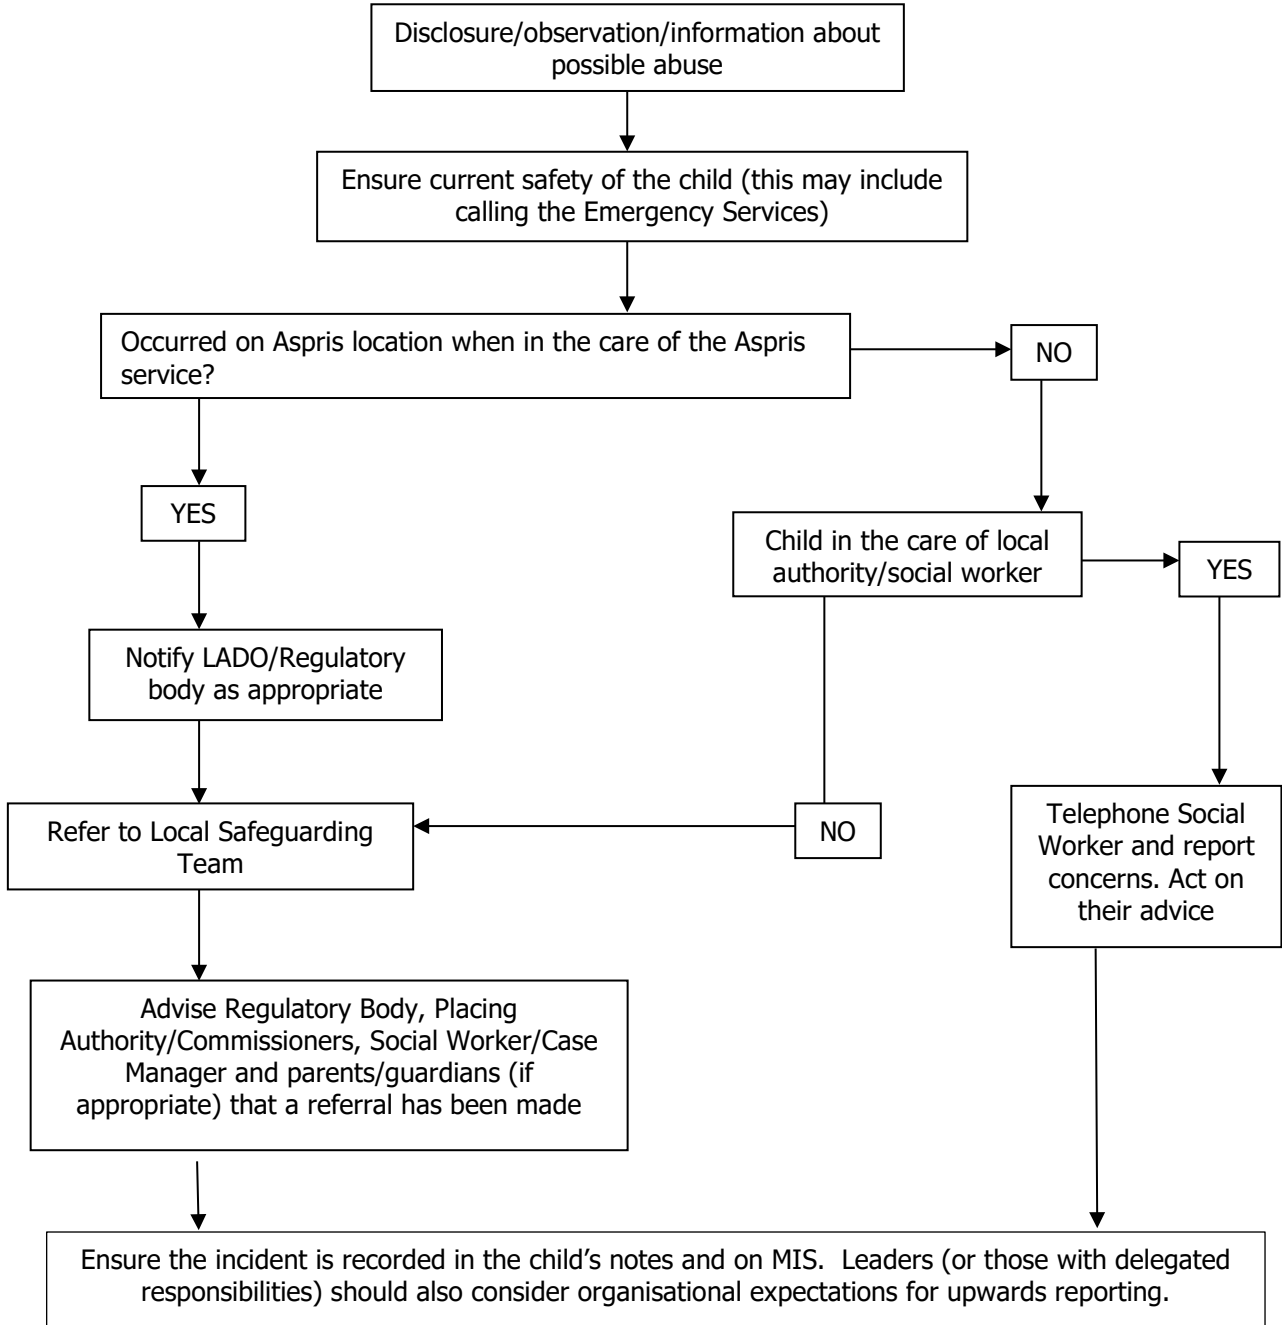 Disclosure/observation/information about
possible abuse
Ensure current safety of the child (this may include
calling the Emergency Services)
Occurred on Aspris location when in the care of the Aspris
service?
NO
YES
Child in the care of local
authority/social worker
YES
Notify LADO/Regulatory
body as appropriate
Refer to Local Safeguarding
Team
NO
Telephone Social
Worker and report
concerns. Act on
their advice
Advise Regulatory Body, Placing
Authority/Commissioners, Social Worker/Case
Manager and parents/guardians (if
appropriate) that a referral has been made
Ensure the incident is recorded in the child’s notes and on MIS.  Leaders (or those with delegated
responsibilities) should also consider organisational expectations for upwards reporting.